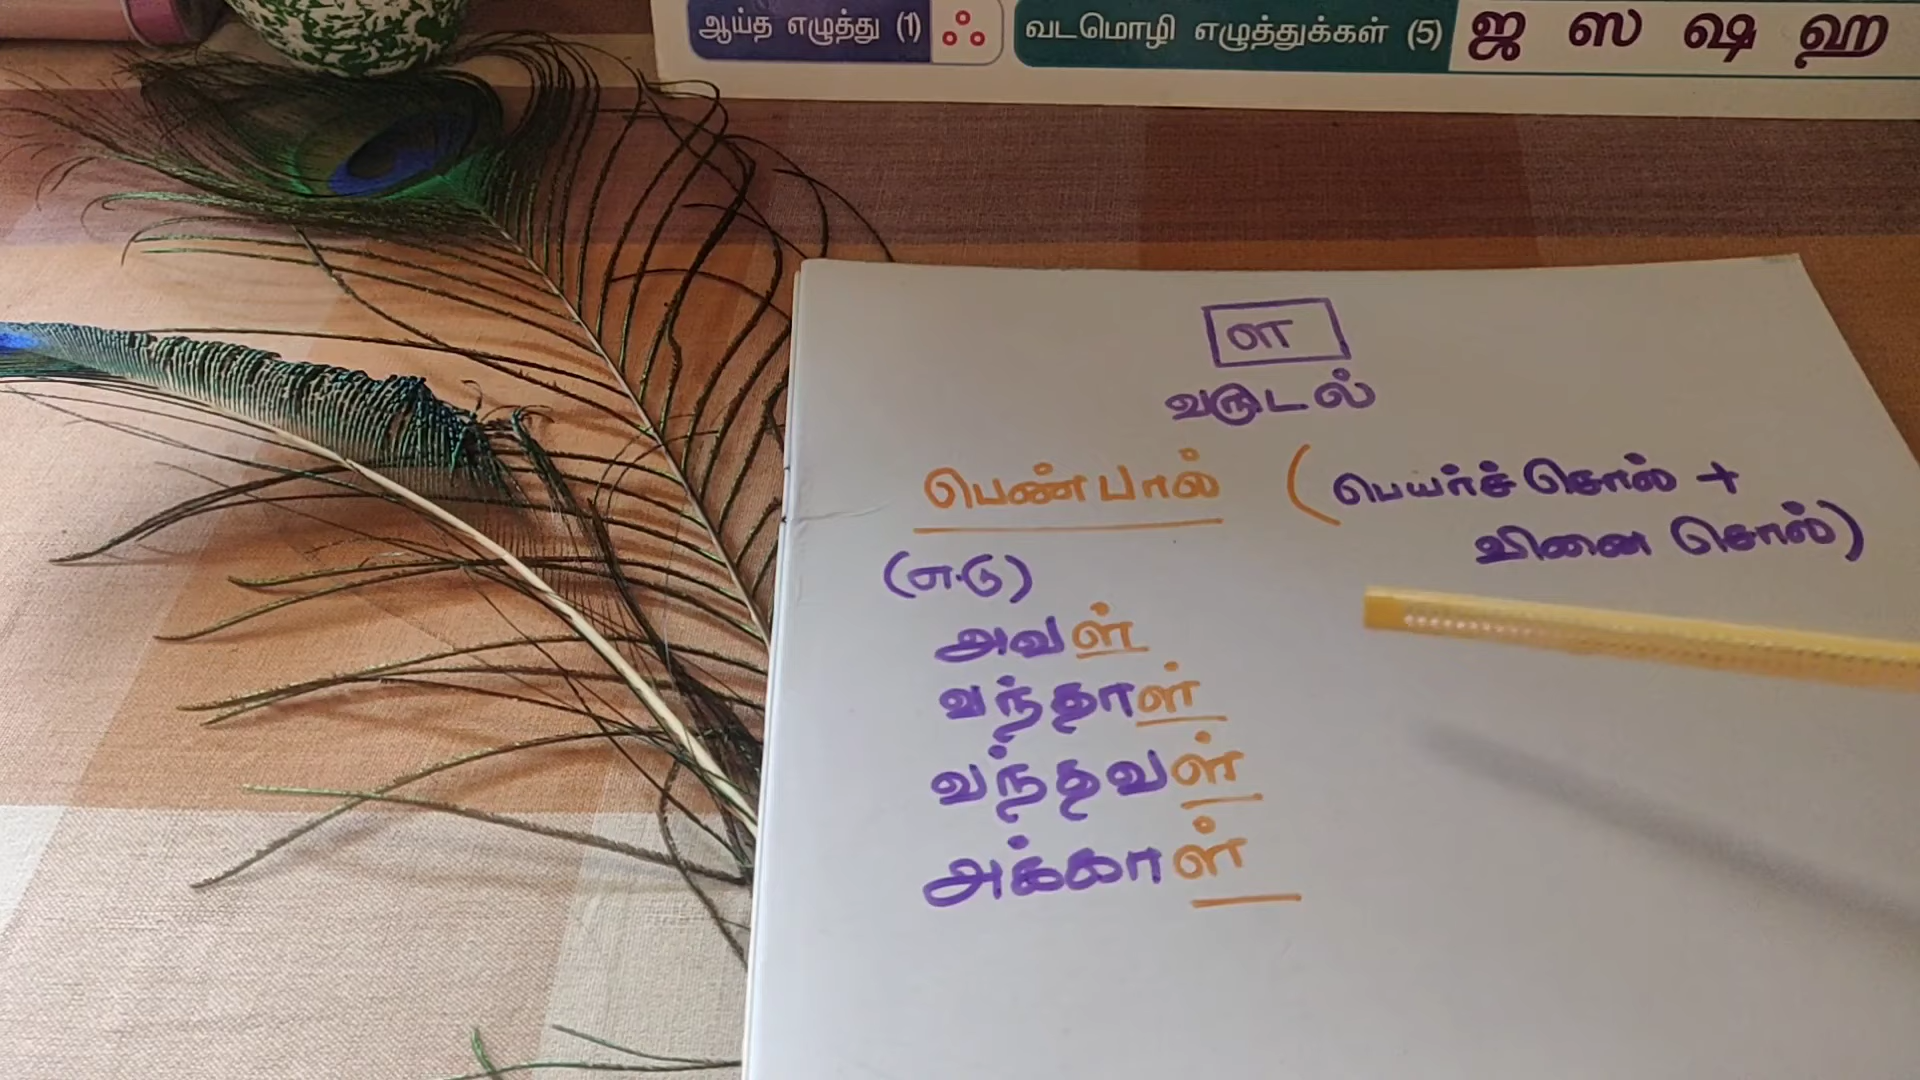 ஆய்த எழுத்து (1) ஃ வடமொழி எழுத்துக்கள் (5) ஜ ஸ ஷ ஹ
ள
வருடல்
பெண்பால் (பெயர்ச் சொல் +
வினை சொல்)
(எ.டு)
அவள்
வந்தாள்
வந்தவள்
அக்காள்